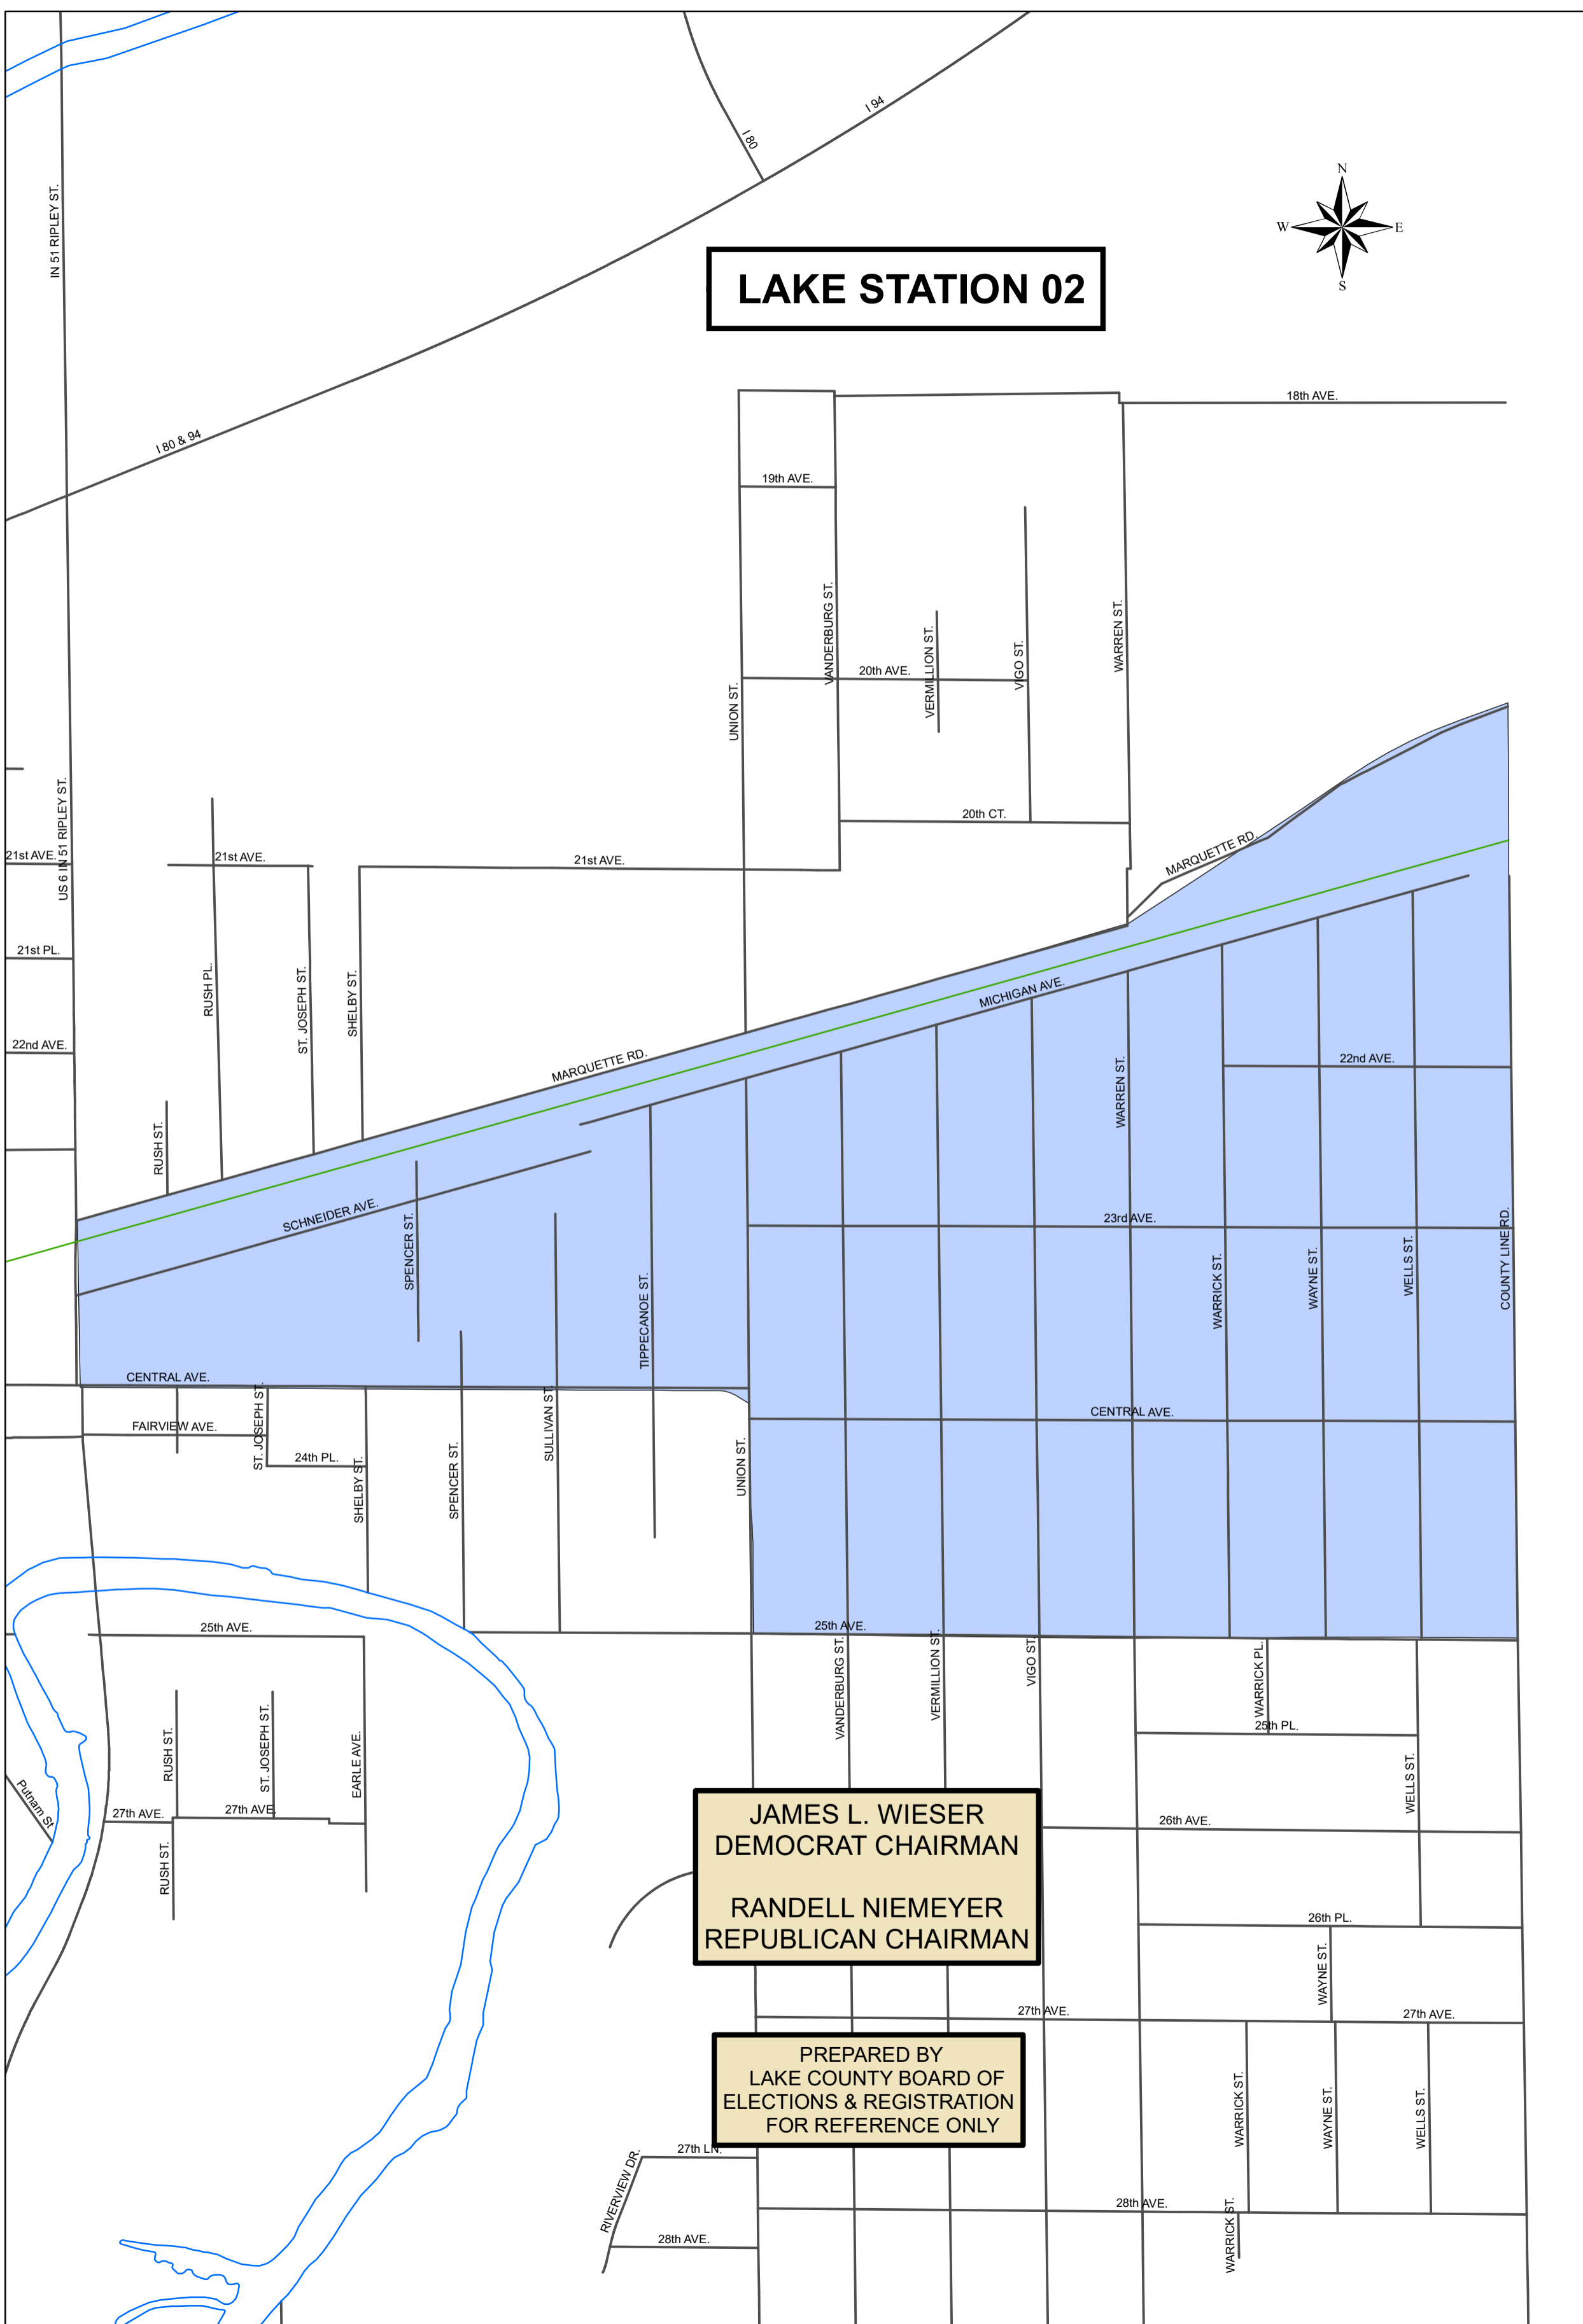 I 94
I 80
N
W
E
S
IN 51 RIPLEY ST.
LAKE STATION 02
18th AVE.
I 80 & 94
19th AVE.
VANDERBURG ST.
VERMILLION ST.
VIGO ST.
WARREN ST.
20th AVE.
UNION ST.
US 6 IN 51 RIPLEY ST.
20th CT.
21st AVE.
21st AVE.
21st AVE.
MARQUETTE RD.
21st PL.
RUSH PL.
ST. JOSEPH ST.
SHELBY ST.
MICHIGAN AVE.
22nd AVE.
MARQUETTE RD.
22nd AVE.
WARREN ST.
RUSH ST.
SCHNEIDER AVE.
SPENCER ST.
23rd AVE.
TIPPECANOE ST.
WARRICK ST.
WAYNE ST.
WELLS ST.
COUNTY LINE RD.
CENTRAL AVE.
ST. JOSEPH ST.
SULLIVAN ST.
CENTRAL AVE.
FAIRVIEW AVE.
24th PL.
SHELBY ST.
SPENCER ST.
UNION ST.
25th AVE.
25th AVE.
VANDERBURG ST.
VERMILLION ST.
VIGO ST.
WARRICK PL.
25th PL.
RUSH ST.
ST. JOSEPH ST.
EARLE AVE.
WELLS ST.
Putnam St
27th AVE.
27th AVE.
RUSH ST.
JAMES L. WIESER
DEMOCRAT CHAIRMAN
RANDELL NIEMEYER
REPUBLICAN CHAIRMAN
26th AVE.
26th PL.
WAYNE ST.
27th AVE.
27th AVE.
PREPARED BY
LAKE COUNTY BOARD OF
ELECTIONS & REGISTRATION
FOR REFERENCE ONLY
WARRICK ST.
WAYNE ST.
WELLS ST.
27th LN.
RIVERVIEW DR.
28th AVE.
28th AVE.
WARRICK ST.